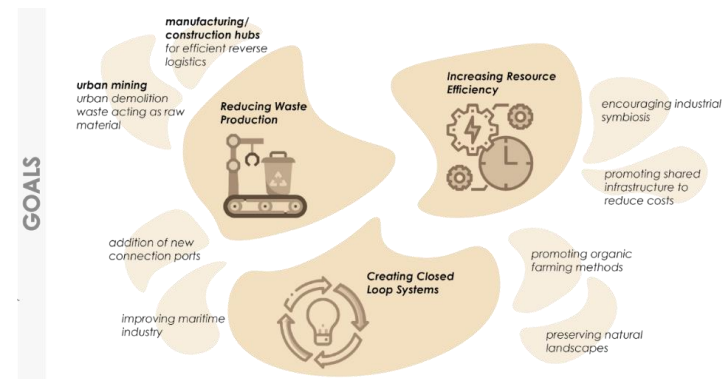 GOALS
manufacturing/
construction hubs
for efficient reverse
logistics
urban mining
urban demolition
waste acting as raw
material
Reducing Waste
Production
Increasing Resource
Efficiency
encouraging industrial
symbiosis
promoting shared
infrastructure to
reduce costs
addition of new
connection ports
improving maritime
industry
Creating Closed
Loop Systems
promoting organic
farming methods
preserving natural
landscapes